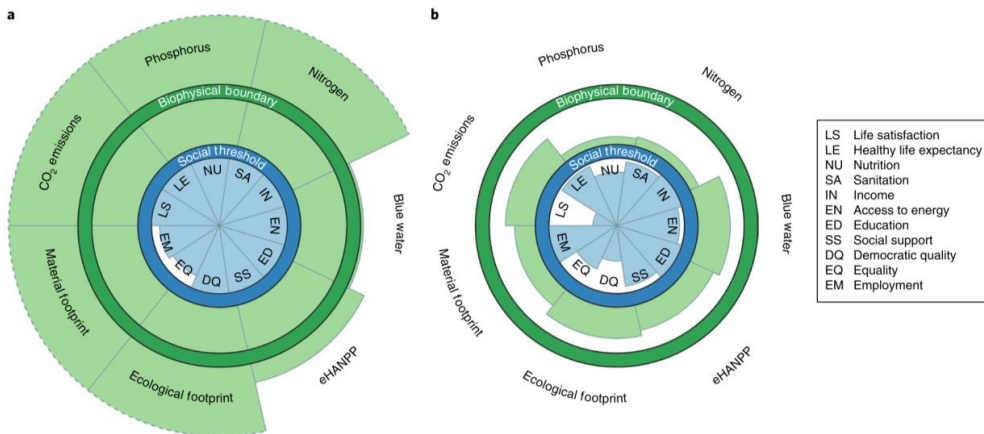 a
Phosphorus
Nitrogen
CO2 emissions
Biophysical boundary
Social threshold
LS
LE
NU
SA
IN
EN
ED
SS
DQ
EQ
EM
Blue water
Material footprint
Ecological footprint
eHANPP
b
Phosphorus
Nitrogen
CO2 emissions
Biophysical boundary
Social threshold
LS
LE
NU
SA
IN
EN
ED
SS
DQ
EQ
EM
Blue water
Material footprint
Ecological footprint
eHANPP
LS Life satisfaction
LE Healthy life expectancy
NU Nutrition
SA Sanitation
IN Income
EN Access to energy
ED Education
SS Social support
DQ Democratic quality
EQ Equality
EM Employment